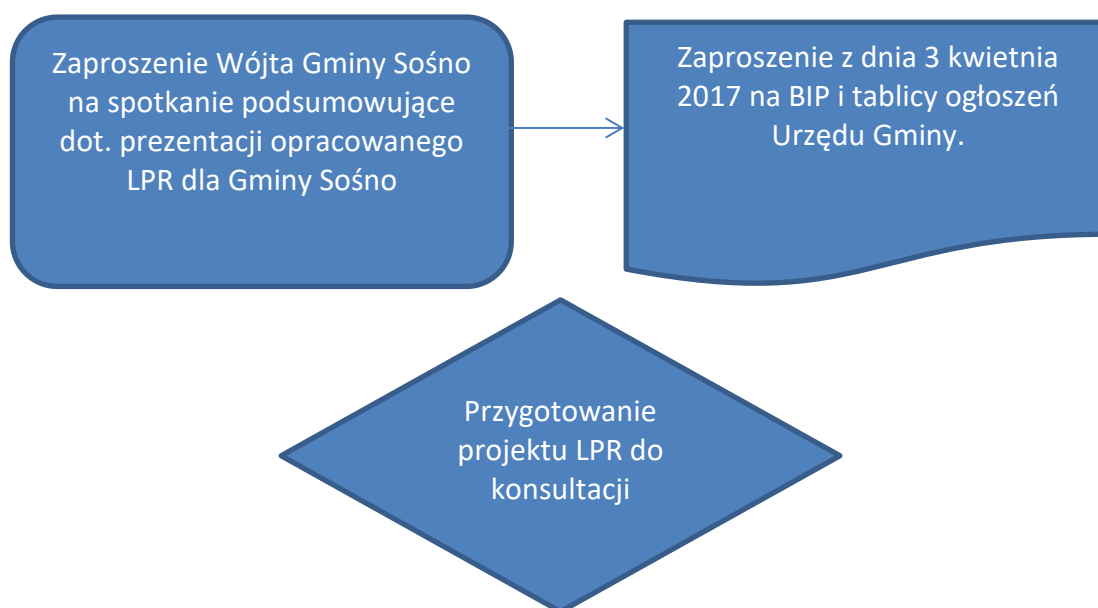 Zaproszenie Wójta Gminy Sośno
na spotkanie podsumowujące
dot. prezentacji opracowanego
LPR dla Gminy Sośno
Zaproszenie z dnia 3 kwietnia
2017 na BIP i tablicy ogłoszeń
Urzędu Gminy.
Przygotowanie
projektu LPR do
konsultacji